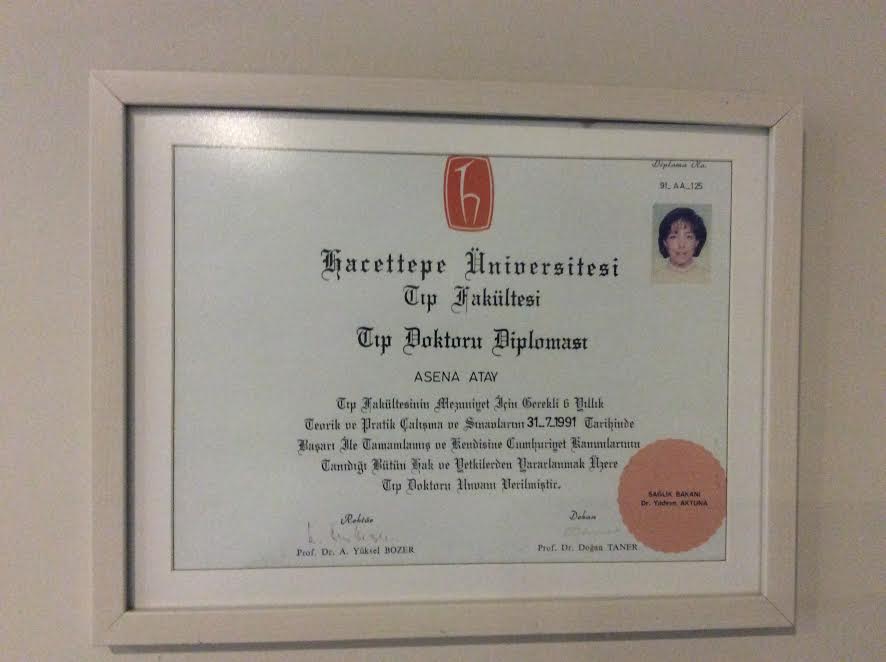 Diploma No.
91_AA_125
Hacettepe Üniversitesi
Tıp Fakültesi
Tıp Doktoru Diploması
ASENA ATAY
Tıp Fakültesinin Mezuniyet İçin Gerekli 6 Yıllık
Teorik ve Pratik Çalışma ve Sınavlarını 31_7_1991 Tarihinde
Başarı İle Tamamlamış ve Kendisine Cumhuriyet Kanunlarının
Tanıdığı Bütün Hak ve Yetkilerden Yararlanmak Üzere
Tıp Doktoru Unvanı Verilmiştir.
SAĞLIK BAKANI
Dr. Yıldırım AKTUNA
Rektör
Dekan
Prof. Dr. A. Yüksel BOZER
Prof. Dr. Doğan TANER